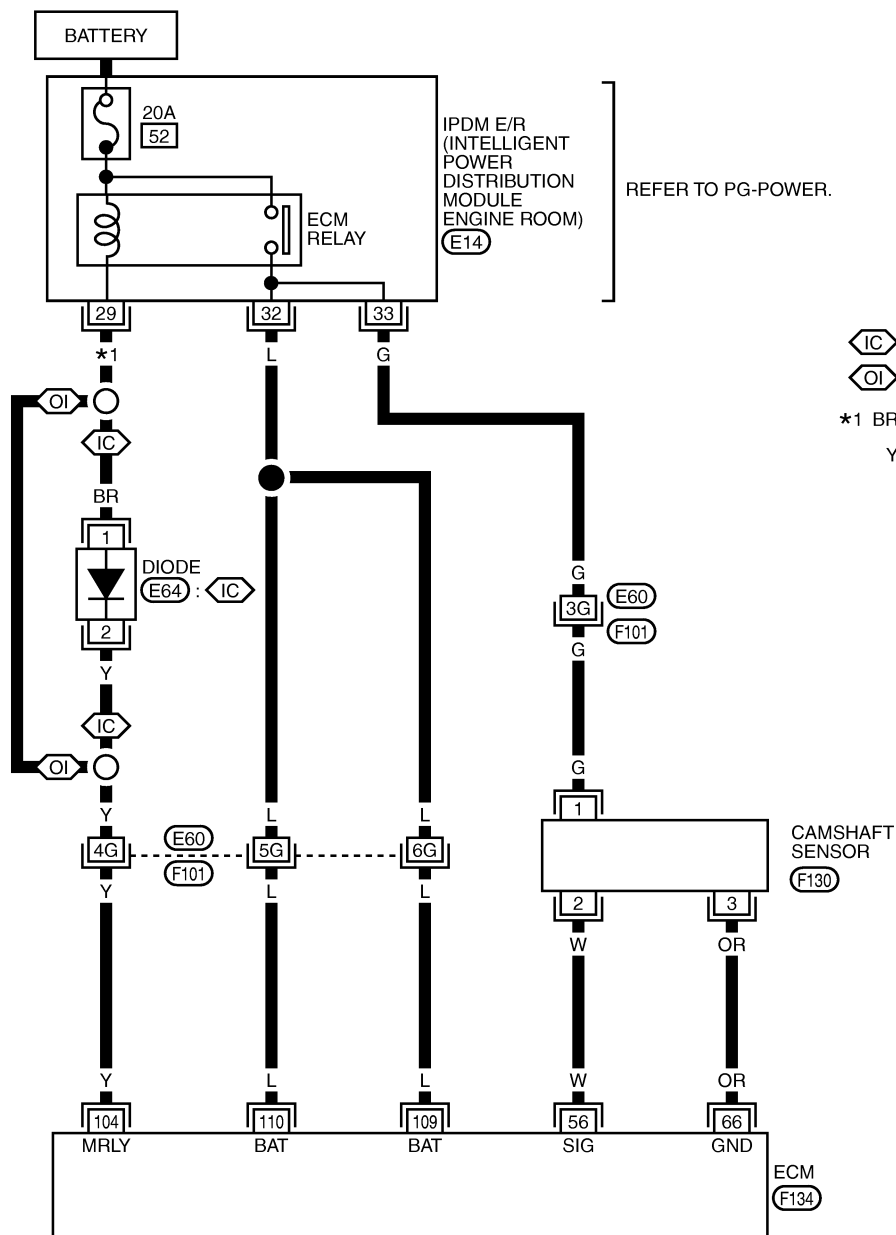 BATTERY
20A
52
IPDM E/R
(INTELLIGENT
POWER
DISTRIBUTION
MODULE
ENGINE ROOM)
E14
REFER TO PG-POWER.
ECM
RELAY
29
32
33
*1
L
G
IC
OI
OI
*1 BR
IC
Y
BR
1
DIODE
E64 : IC
2
Y
G
3G
E60
F101
G
IC
OI
G
1
Y
L
L
4G
E60
F101
5G
6G
CAMSHAFT
SENSOR
F130
Y
L
L
2
3
W
OR
Y
L
L
W
OR
104
110
109
56
66
MRLY
BAT
BAT
SIG
GND
ECM
F134